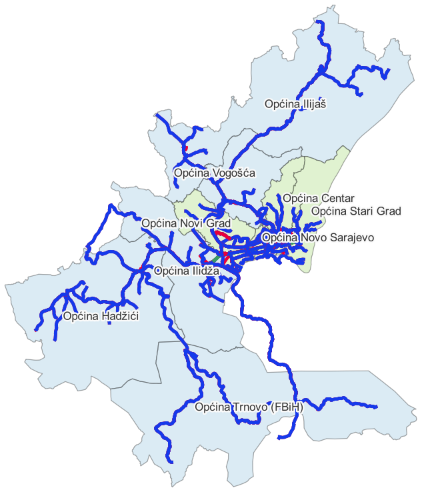 Općina Ilijaš
Općina Vogošća
Općina Centar
Općina Stari Grad
Općina Novi Grad
Općina Novo Sarajevo
Općina Ilidža
Općina Hadžići
Općina Trnovo (FBiH)